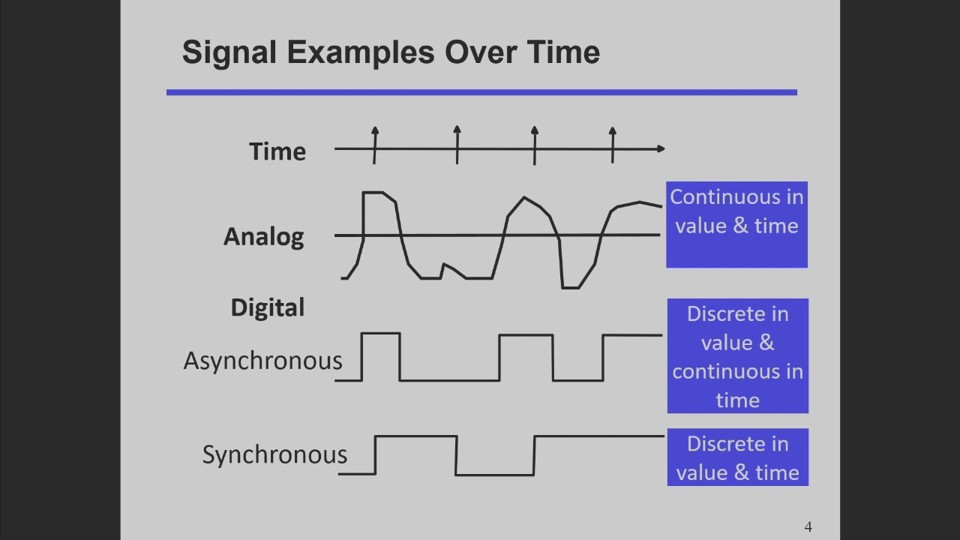 Signal Examples Over Time
Time
Analog
Continuous in
value & time
Digital
Asynchronous
Discrete in
value &
continuous in
time
Synchronous
Discrete in
value & time
4